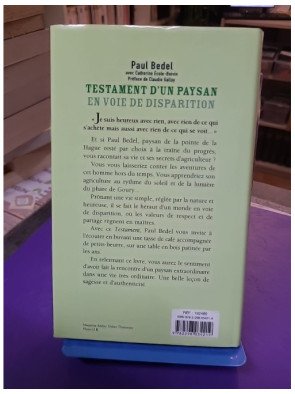 Paul Bedel
avec Catherine École-Boivin
Préface de Claudie Gallay
TESTAMENT D'UN PAYSAN
EN VOIE DE DISPARITION
« Je suis heureux avec rien, avec rien de ce qui
s'achète mais aussi avec rien de ce qui se voit... »
Et si Paul Bedel, paysan de la pointe de la
Hague resté par choix à la traîne du progrès,
vous racontait sa vie et ses secrets d'agriculteur ?
Vous vous laisserez conter les aventures de
cet homme hors du temps. Vous apprendrez son
agriculture au rythme du soleil et de la lumière
du phare de Goury...
Prônant une vie simple, réglée par la nature et
heureuse, il se fait le héraut d'un monde en voie
de disparition, où les valeurs de respect et de
partage règnent en maîtres.
Avec ce Testament, Paul Bedel vous invite à
l'écouter en buvant une tasse de café accompagnée
de petits-beurre, sur une table en bois patinée par
les ans.
En refermant ce livre, vous aurez le sentiment
d'avoir fait la rencontre d'un paysan extraordinaire
dans une vie très ordinaire. Une belle leçon de
sagesse et d'authenticité.